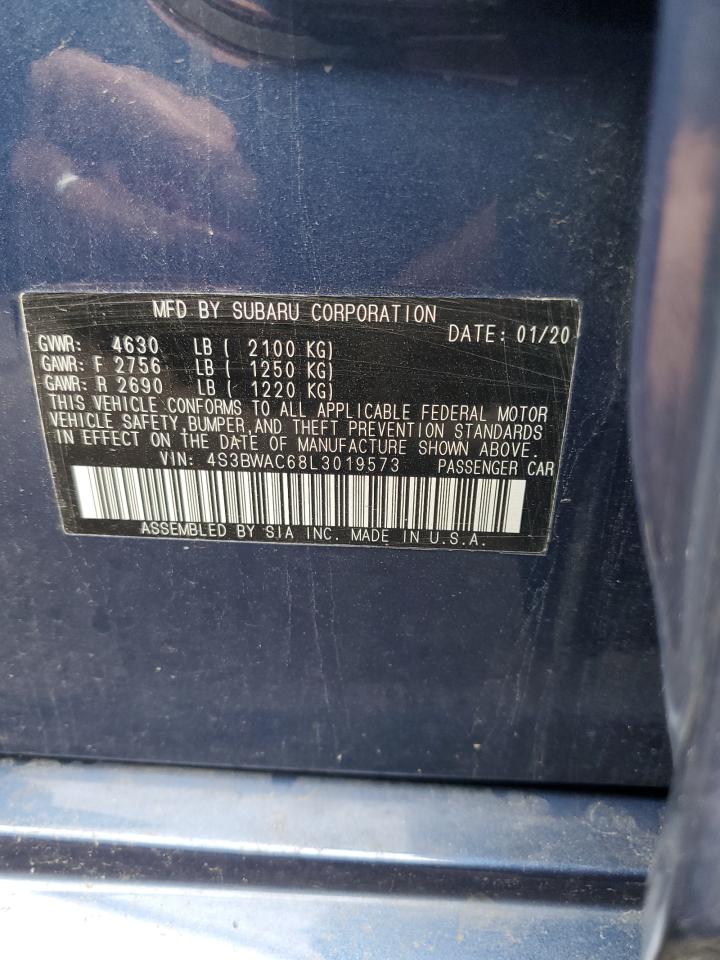 MFD BY SUBARU CORPORATION
DATE: 01/20
GVWR: 4630 LB ( 2100 KG)
GAWR: F 2756 LB ( 1250 KG)
GAWR: R 2690 LB ( 1220 KG)
THIS VEHICLE CONFORMS TO ALL APPLICABLE FEDERAL MOTOR
VEHICLE SAFETY, BUMPER, AND THEFT PREVENTION STANDARDS
IN EFFECT ON THE DATE OF MANUFACTURE SHOWN ABOVE.
VIN: 4S3BWAC68L3019573 PASSENGER CAR
ASSEMBLED BY SIA INC. MADE IN U.S.A.